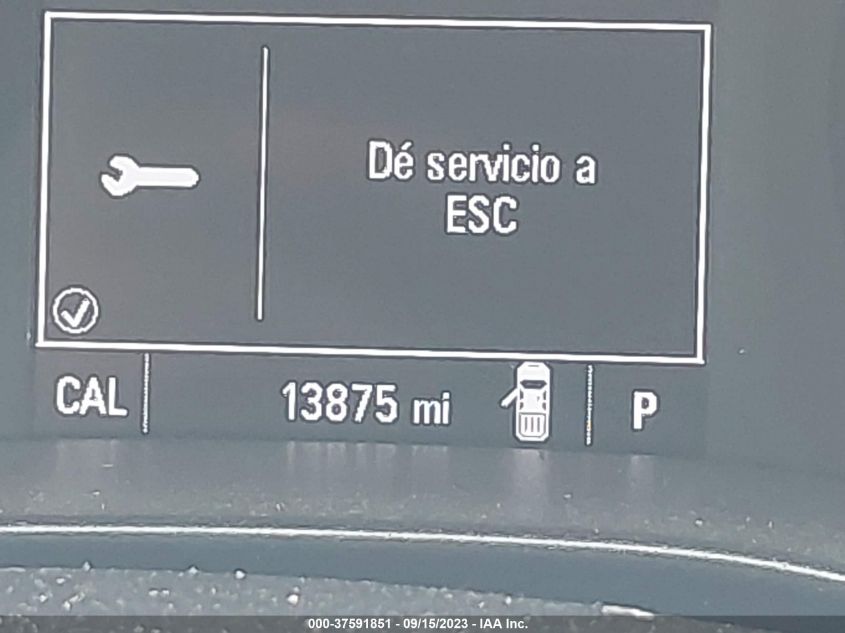 Dé servicio a
ESC
CAL 13875 mi P
000-37591851 - 09/15/2023 - IAA Inc.